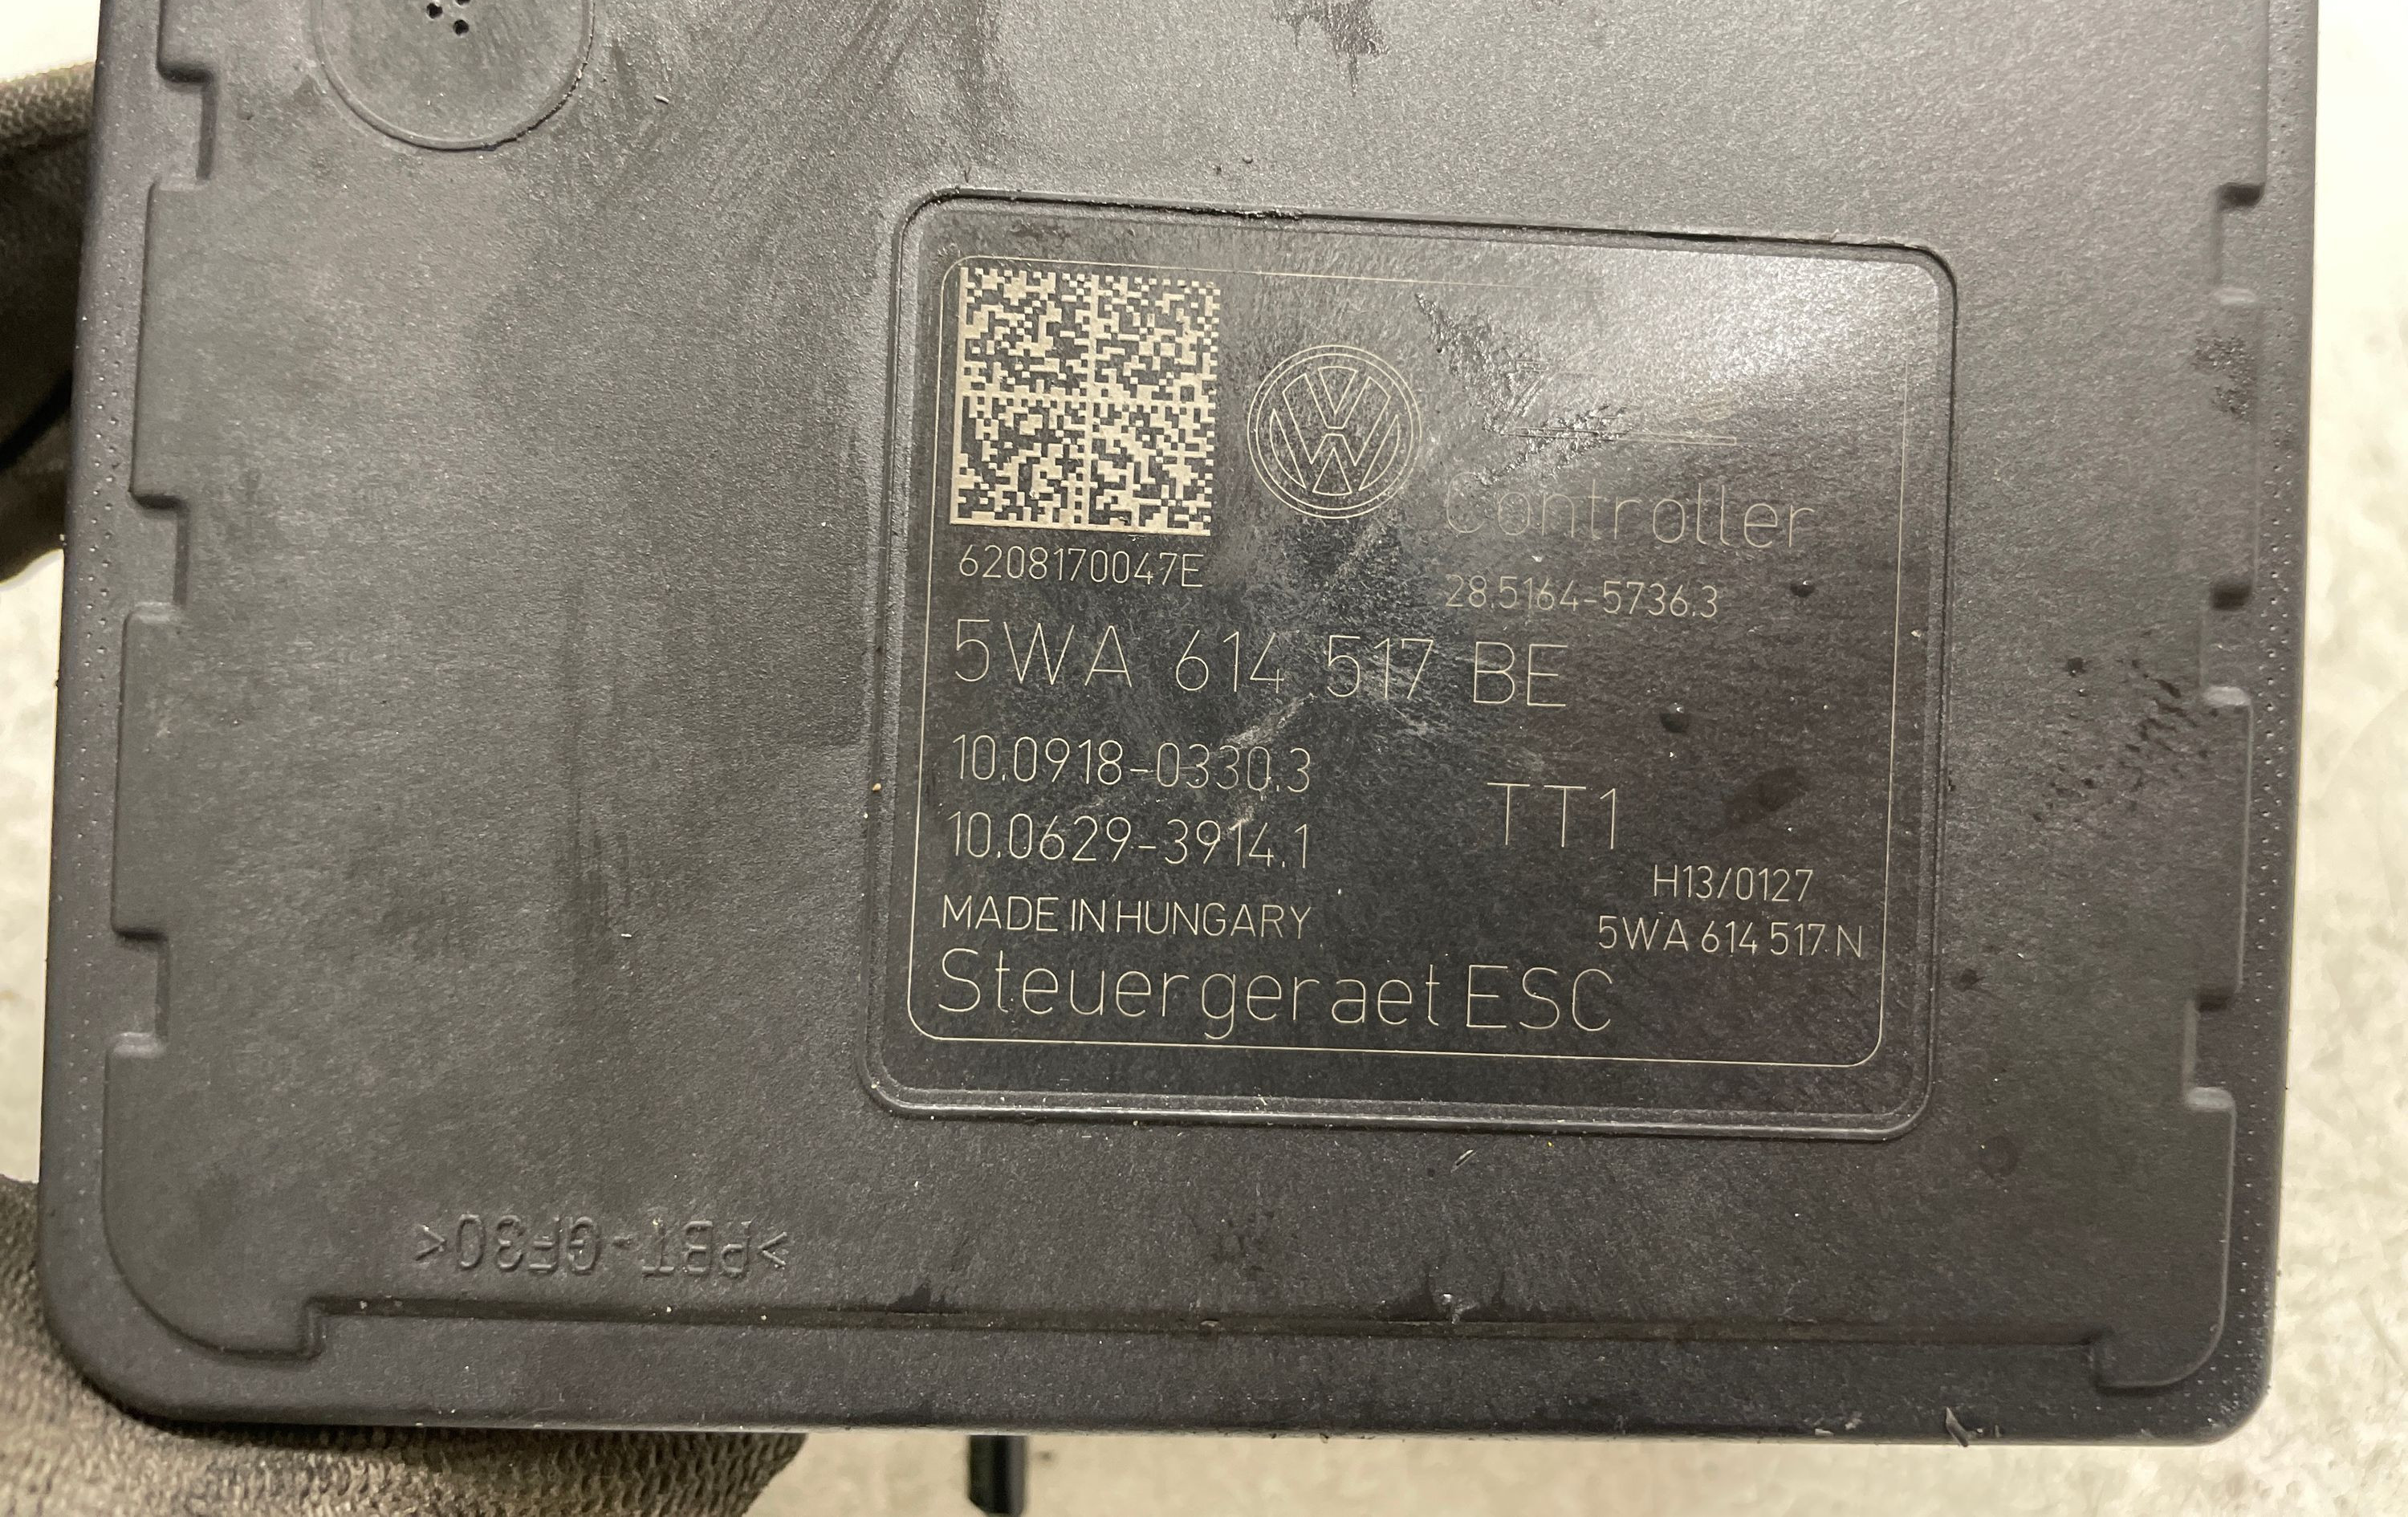 Controller
6208170047E
28.5164-5736.3
5WA 614 517 BE
10.0918-0330.3
TT1
10.0629-3914.1
H13/0127
MADE IN HUNGARY
5WA 614 517 N
Steuergeraet ESC
>PBT-GF30<